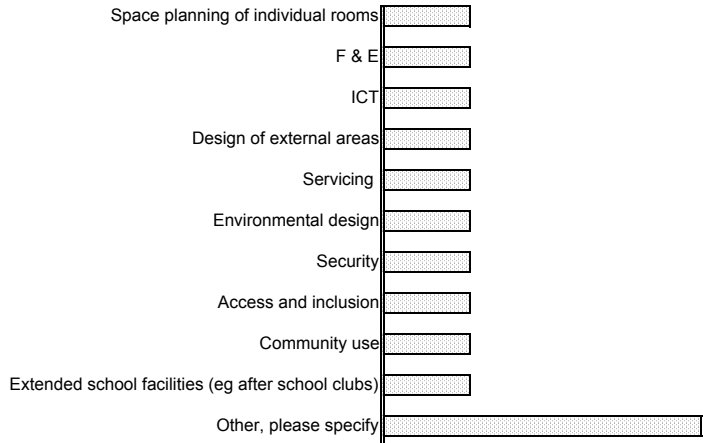 Space planning of individual rooms
F & E
ICT
Design of external areas
Servicing
Environmental design
Security
Access and inclusion
Community use
Extended school facilities (eg after school clubs)
Other, please specify